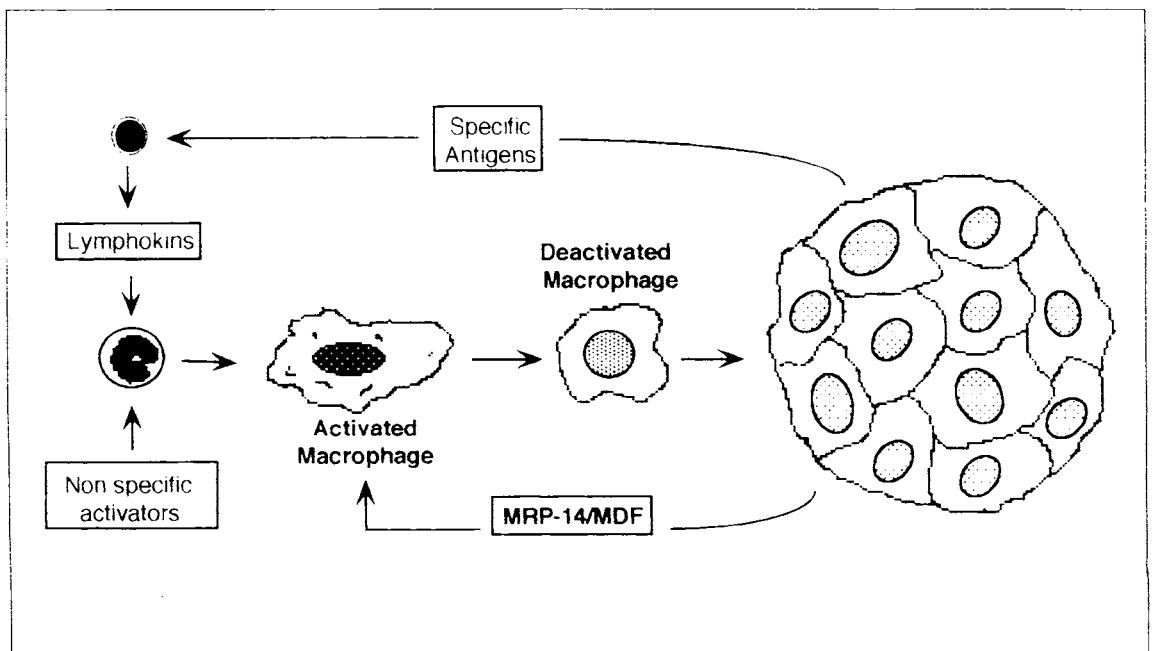 Specific
Antigens
Lymphokins
Deactivated
Macrophage
Activated
Macrophage
Non specific
activators
MRP-14/MDF